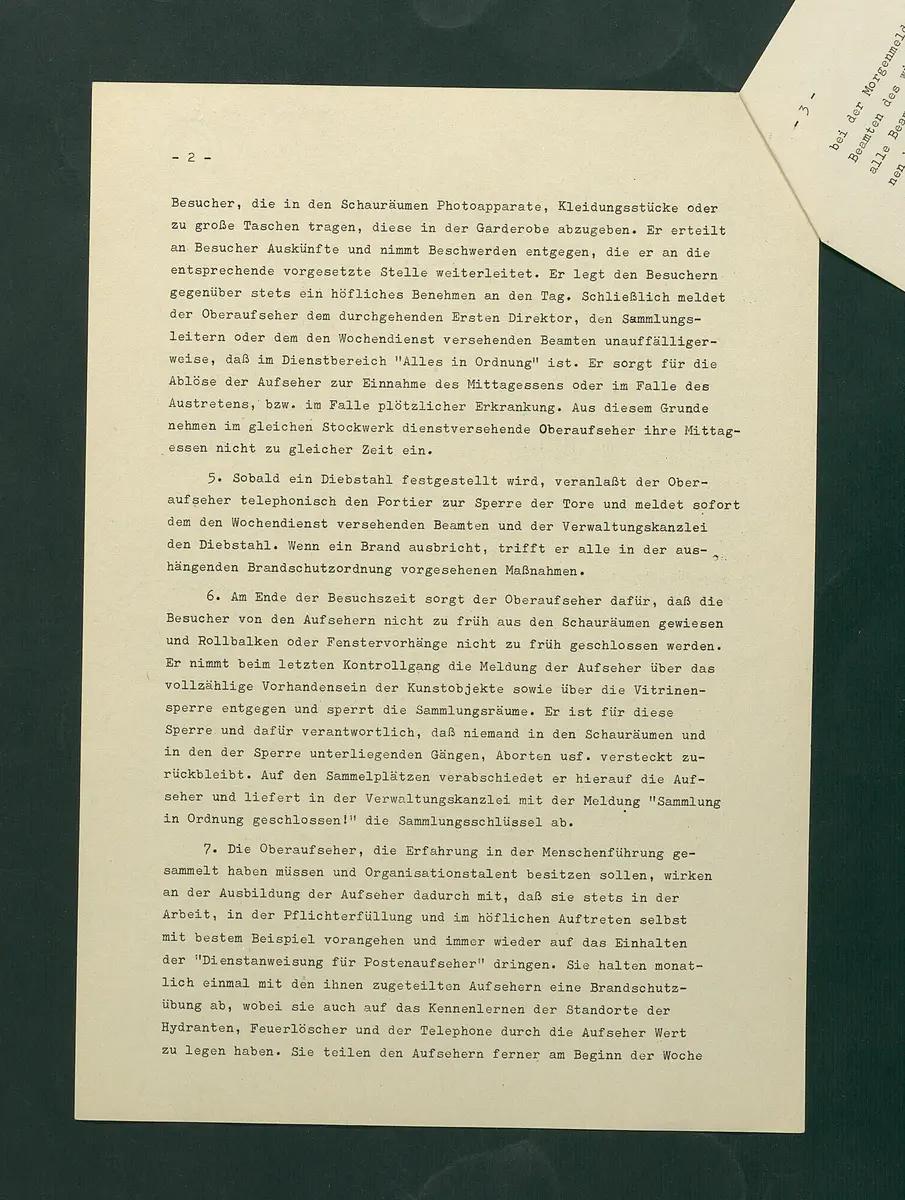 - 2 -
Besucher, die in den Schauräumen Photoapparate, Kleidungsstücke oder
zu große Taschen tragen, diese in der Garderobe abzugeben. Er erteilt
an Besucher Auskünfte und nimmt Beschwerden entgegen, die er an die
entsprechende vorgesetzte Stelle weiterleitet. Er legt den Besuchern
gegenüber stets ein höfliches Benehmen an den Tag. Schließlich meldet
der Oberaufseher dem durchgehenden Ersten Direktor, den Sammlungs-
leitern oder dem den Wochendienst versehenden Beamten unauffälliger-
weise, daß im Dienstbereich "Alles in Ordnung" ist. Er sorgt für die
Ablöse der Aufseher zur Einnahme des Mittagessens oder im Falle des
Austretens, bzw. im Falle plötzlicher Erkrankung. Aus diesem Grunde
nehmen im gleichen Stockwerk dienstversehende Oberaufseher ihre Mittag-
essen nicht zu gleicher Zeit ein.
5. Sobald ein Diebstahl festgestellt wird, veranlaßt der Ober-
aufseher telephonisch den Portier zur Sperre der Tore und meldet sofort
dem den Wochendienst versehenden Beamten und der Verwaltungskanzlei
den Diebstahl. Wenn ein Brand ausbricht, trifft er alle in der aus-
hängenden Brandschutzordnung vorgesehenen Maßnahmen.
6. Am Ende der Besuchszeit sorgt der Oberaufseher dafür, daß die
Besucher von den Aufsehern nicht zu früh aus den Schauräumen gewiesen
und Rollbalken oder Fenstervorhänge nicht zu früh geschlossen werden.
Er nimmt beim letzten Kontrollgang die Meldung der Aufseher über das
vollzählige Vorhandensein der Kunstobjekte sowie über die Vitrinen-
sperre entgegen und sperrt die Sammlungsräume. Er ist für diese
Sperre und dafür verantwortlich, daß niemand in den Schauräumen und
in den der Sperre unterliegenden Gängen, Aborten usf. versteckt zu-
rückbleibt. Auf den Sammelplätzen verabschiedet er hierauf die Auf-
seher und liefert in der Verwaltungskanzlei mit der Meldung "Sammlung
in Ordnung geschlossen!" die Sammlungsschlüssel ab.
7. Die Oberaufseher, die Erfahrung in der Menschenführung ge-
sammelt haben müssen und Organisationstalent besitzen sollen, wirken
an der Ausbildung der Aufseher dadurch mit, daß sie stets in der
Arbeit, in der Pflichterfüllung und im höflichen Auftreten selbst
mit bestem Beispiel vorangehen und immer wieder auf das Einhalten
der "Dienstanweisung für Postenaufseher" dringen. Sie halten monat-
lich einmal mit den ihnen zugeteilten Aufsehern eine Brandschutz-
übung ab, wobei sie auch auf das Kennenlernen der Standorte der
Hydranten, Feuerlöscher und der Telephone durch die Aufseher Wert
zu legen haben. Sie teilen den Aufsehern ferner am Beginn der Woche
- 3 -
bei der Morgenmeld
Beamten des
alle
nen